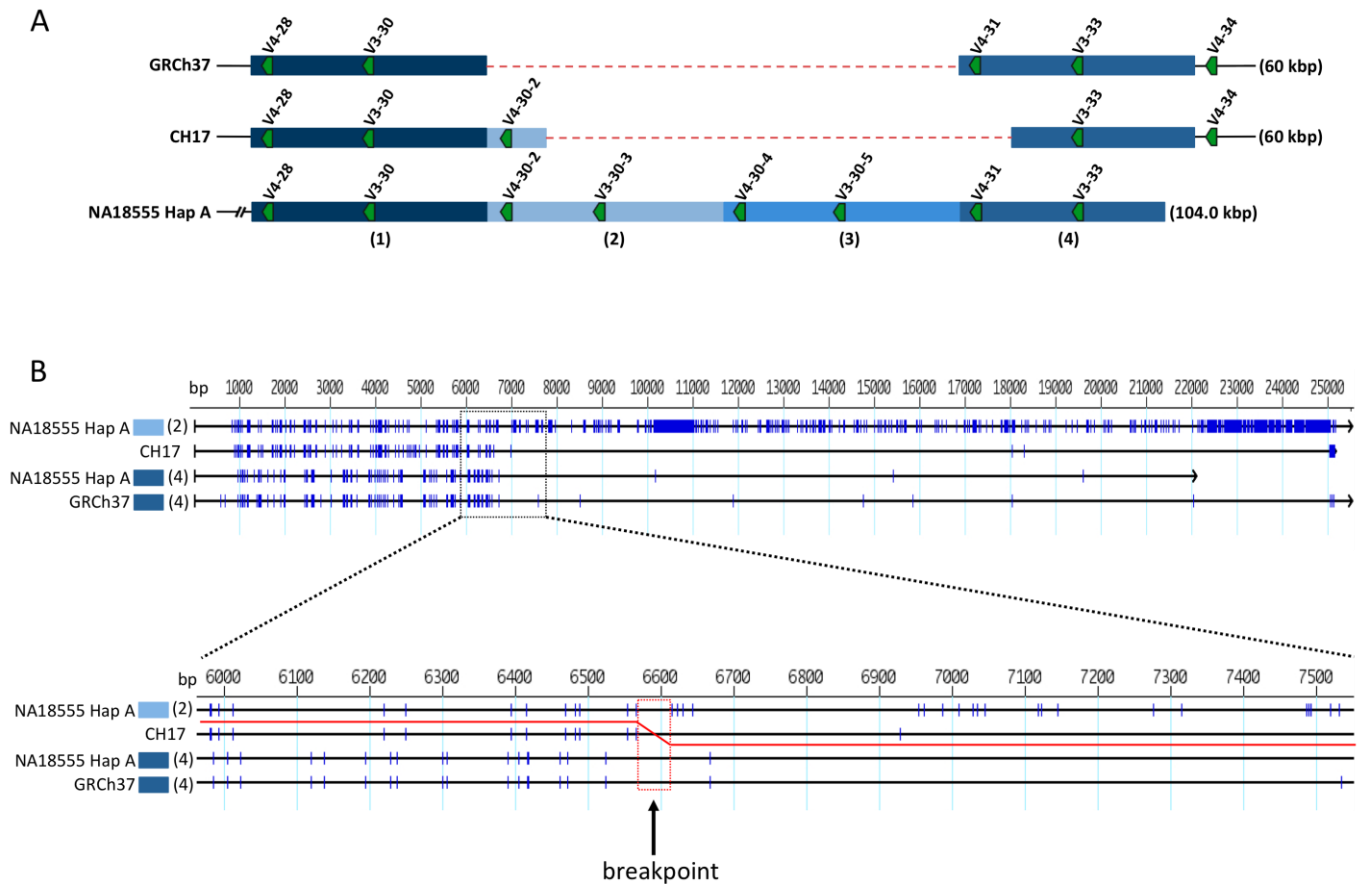 A
V4-28 V3-30 V4-31 V3-33 V4-34
GRCh37 (60 kbp)
V4-28 V3-30 V4-30-2 V3-33 V4-34
CH17 (60 kbp)
V4-28 V3-30 V4-30-2 V3-30-3 V4-30-4 V3-30-5 V4-31 V3-33
NA18555 Hap A (104.0 kbp)
(1) (2) (3) (4)
B
bp 1000 2000 3000 4000 5000 6000 7000 8000 9000 10000 11000 12000 13000 14000 15000 16000 17000 18000 19000 20000 21000 22000 23000 24000 25000
NA18555 Hap A (2)
CH17
NA18555 Hap A (4)
GRCh37 (4)
bp 6000 6100 6200 6300 6400 6500 6600 6700 6800 6900 7000 7100 7200 7300 7400 7500
NA18555 Hap A (2)
CH17
NA18555 Hap A (4)
GRCh37 (4)
breakpoint